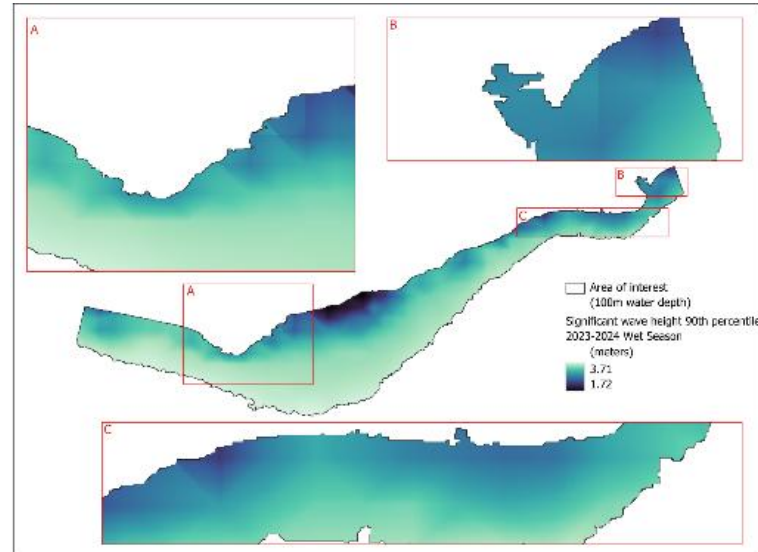 A
B
B
C
A
Area of interest
(100m water depth)
Significant wave height 90th percentile
2023-2024 Wet Season
(meters)
3.71
1.72
C